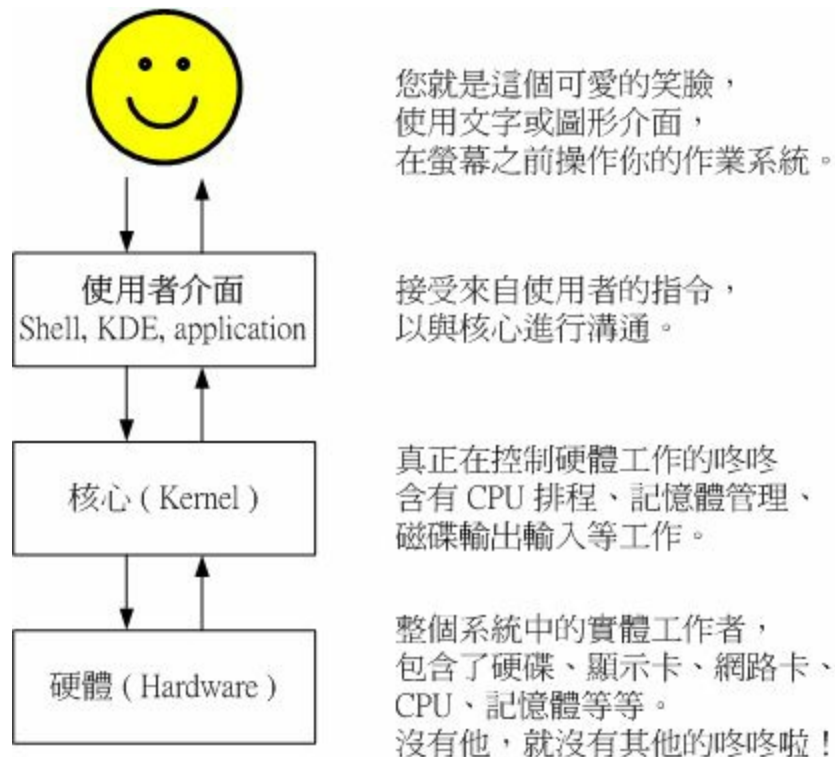 您就是這個可愛的笑臉，
使用文字或圖形介面，
在螢幕之前操作你的作業系統。
使用者介面
Shell, KDE, application
接受來自使用者的指令，
以與核心進行溝通。
核心 ( Kernel )
真正在控制硬體工作的咚咚
含有 CPU 排程、記憶體管理、
磁碟輸出輸入等工作。
硬體 ( Hardware )
整個系統中的實體工作者，
包含了硬碟、顯示卡、網路卡、
CPU、記憶體等等。
沒有他，就沒有其他的咚咚啦！